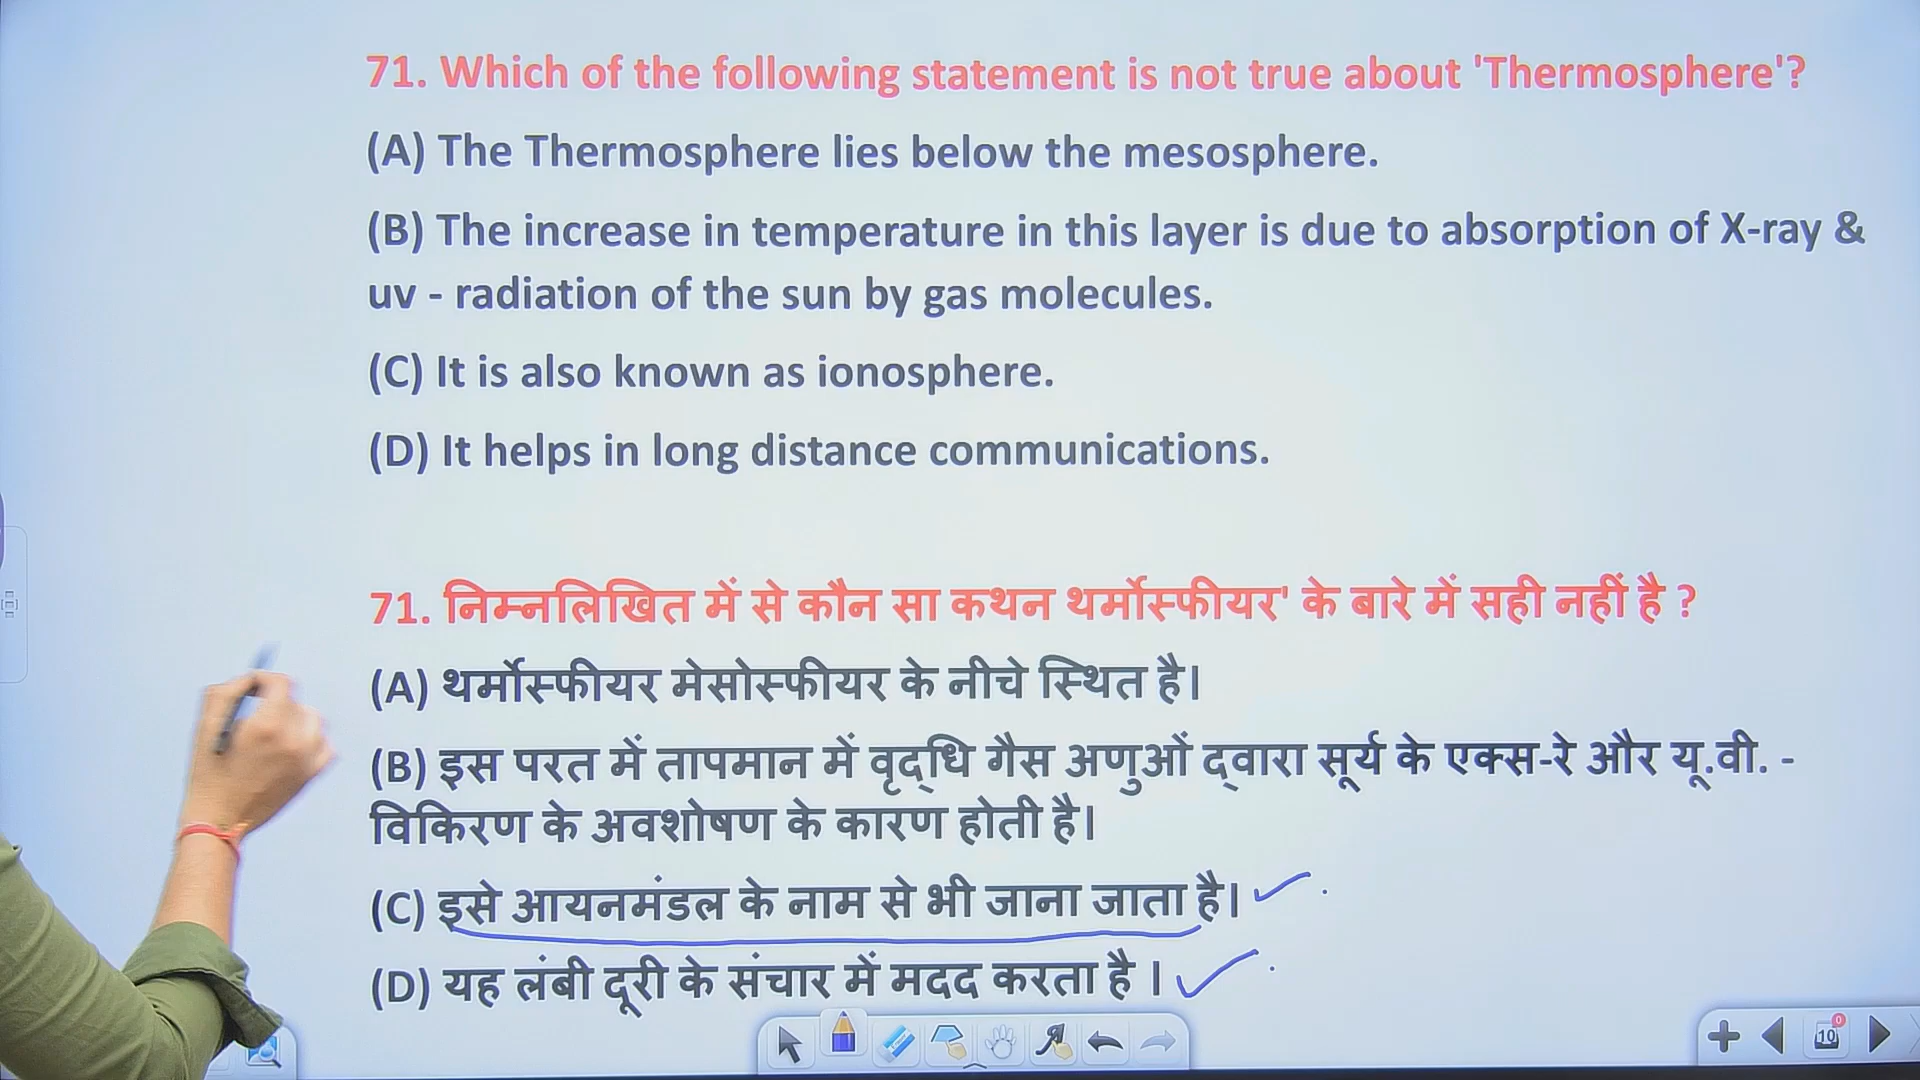 71. Which of the following statement is not true about 'Thermosphere'?
(A) The Thermosphere lies below the mesosphere.
(B) The increase in temperature in this layer is due to absorption of X-ray &
uv - radiation of the sun by gas molecules.
(C) It is also known as ionosphere.
(D) It helps in long distance communications.
71. निम्नलिखित में से कौन सा कथन थर्मोस्फीयर' के बारे में सही नहीं है ?
(A) थर्मोस्फीयर मेसोस्फीयर के नीचे स्थित है।
(B) इस परत में तापमान में वृद्धि गैस अणुओं द्वारा सूर्य के एक्स-रे और यू.वी. -
विकिरण के अवशोषण के कारण होती है।
(C) इसे आयनमंडल के नाम से भी जाना जाता है।
(D) यह लंबी दूरी के संचार में मदद करता है ।
10
0